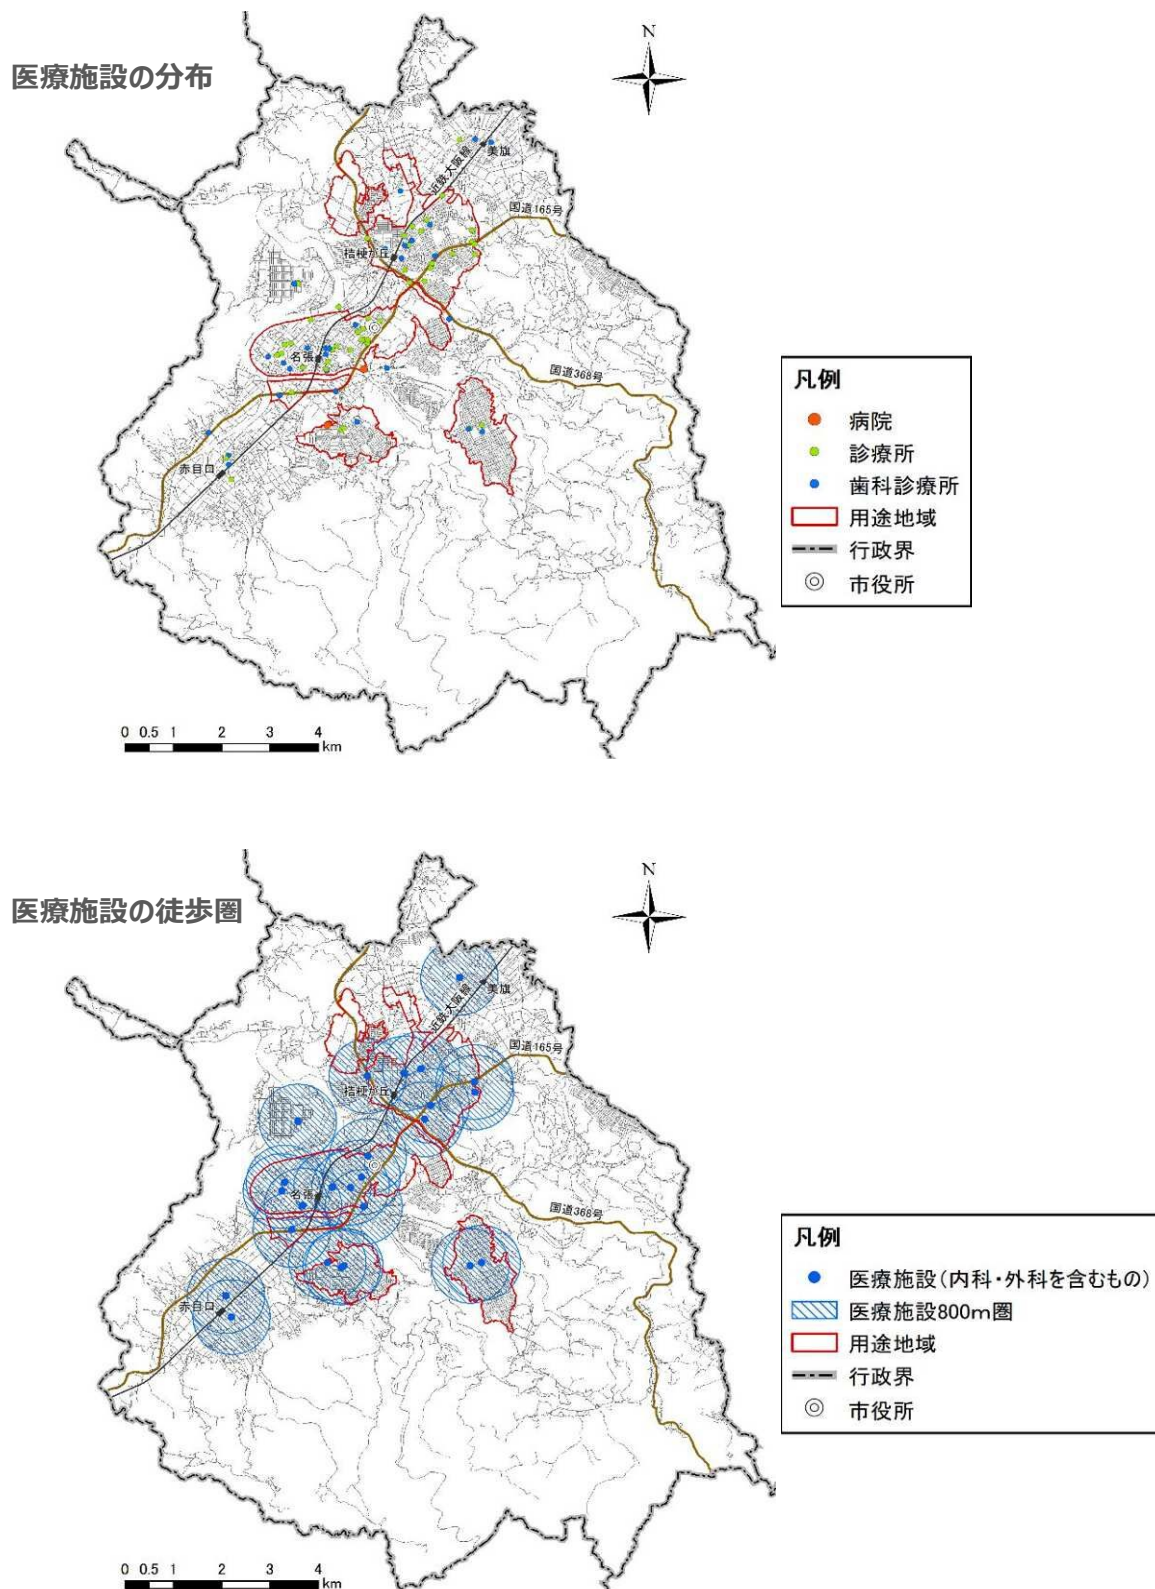 医療施設の分布
N
美旗
近鉄大阪線
国道165号
桔梗が丘
名張
国道368号
赤目口
凡例
病院
診療所
歯科診療所
用途地域
行政界
市役所
0 0.5 1 2 3 4
km
医療施設の徒歩圏
N
美旗
近鉄大阪線
国道165号
桔梗が丘
名張
国道368号
赤目口
凡例
医療施設(内科・外科を含むもの)
医療施設800m圏
用途地域
行政界
市役所
0 0.5 1 2 3 4
km